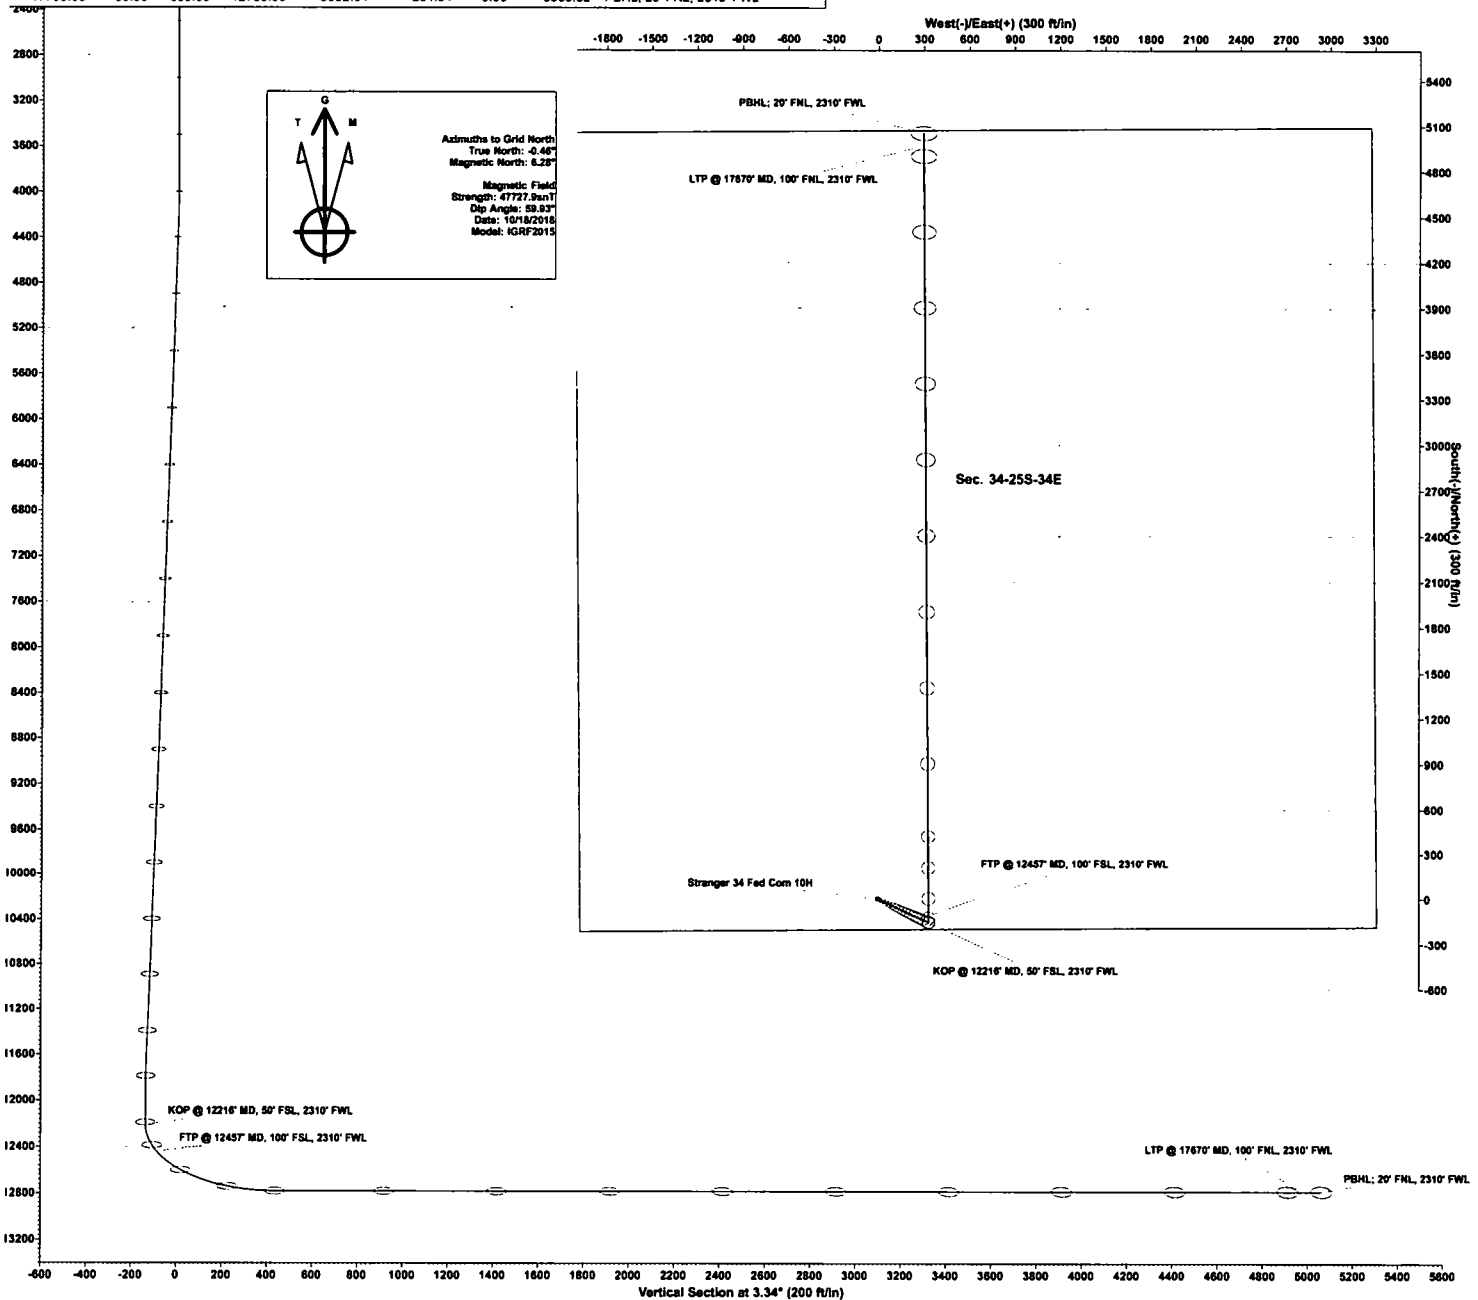 West(-)/East(+) (300 ft/in)
-1800 -1500 -1200 -900 -600 -300 0 300 600 900 1200 1500 1800 2100 2400 2700 3000 3300
2400
2800
3200
3600
4000
4400
4800
5200
5600
6000
6400
6800
7200
7600
8000
8400
8800
9200
9600
10000
10400
10800
11200
11600
12000
12400
12800
13200
G
T M
Azimuths to Grid North
True North: -0.46°
Magnetic North: 6.28°
Magnetic Field
Strength: 47727.9snT
Dip Angle: 59.93°
Date: 10/18/2018
Model: IGRF2015
PBHL; 20' FNL, 2310' FWL
LTP @ 17670' MD, 100' FNL, 2310' FWL
Sec. 34-25S-34E
Stranger 34 Fed Com 10H
FTP @ 12457' MD, 100' FSL, 2310' FWL
KOP @ 12216' MD, 50' FSL, 2310' FWL
5400
5100
4800
4500
4200
3900
3600
3300
3000
2700
2400
2100
1800
1500
1200
900
600
300
0
-300
-600
South(-)/North(+) (300 ft/in)
KOP @ 12216' MD, 50' FSL, 2310' FWL
FTP @ 12457' MD, 100' FSL, 2310' FWL
LTP @ 17670' MD, 100' FNL, 2310' FWL
PBHL; 20' FNL, 2310' FWL
-600 -400 -200 0 200 400 600 800 1000 1200 1400 1600 1800 2000 2200 2400 2600 2800 3000 3200 3400 3600 3800 4000 4200 4400 4600 4800 5000 5200 5400 5600
Vertical Section at 3.34° (200 ft/in)